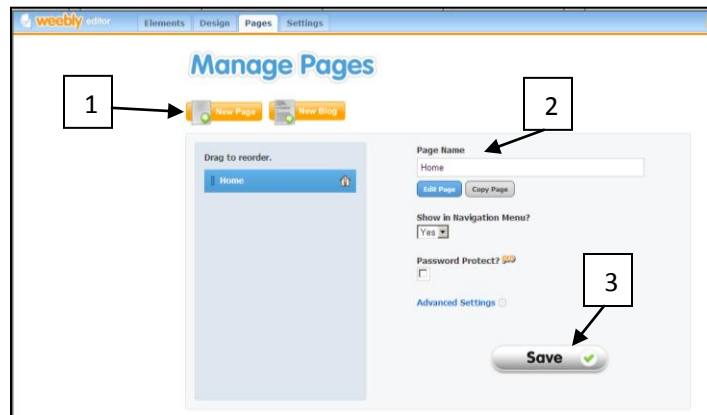 weebly editor Elements Design Pages Settings
Manage Pages
1
New Page New Blog
2
Drag to reorder.
Home
Page Name
Home
Edit Page Copy Page
Show in Navigation Menu?
Yes
Password Protect?
Advanced Settings
3
Save